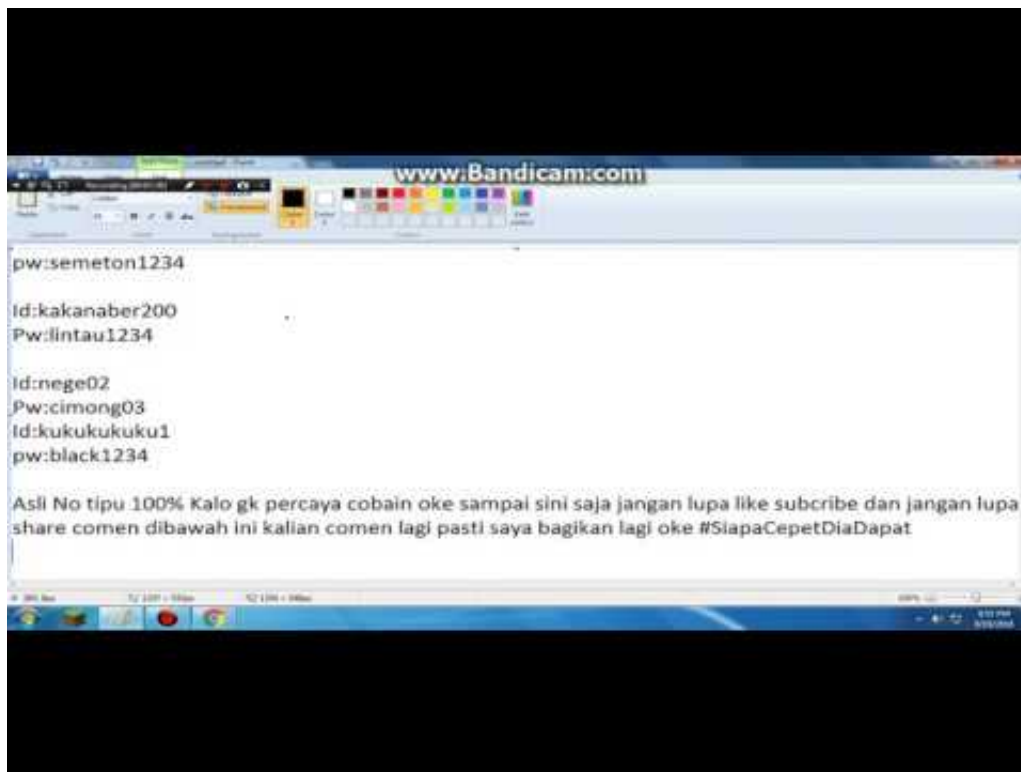 www.Bandicam.com
pw:semeton1234
Id:kakanaber200
Pw:lintau1234
Id:nege02
Pw:cimong03
Id:kukukukuku1
pw:black1234
Asli No tipu 100% Kalo gk percaya cobain oke sampai sini saja jangan lupa like subcribe dan jangan lupa
share comen dibawah ini kalian comen lagi pasti saya bagikan lagi oke #SiapaCepetDiaDapat